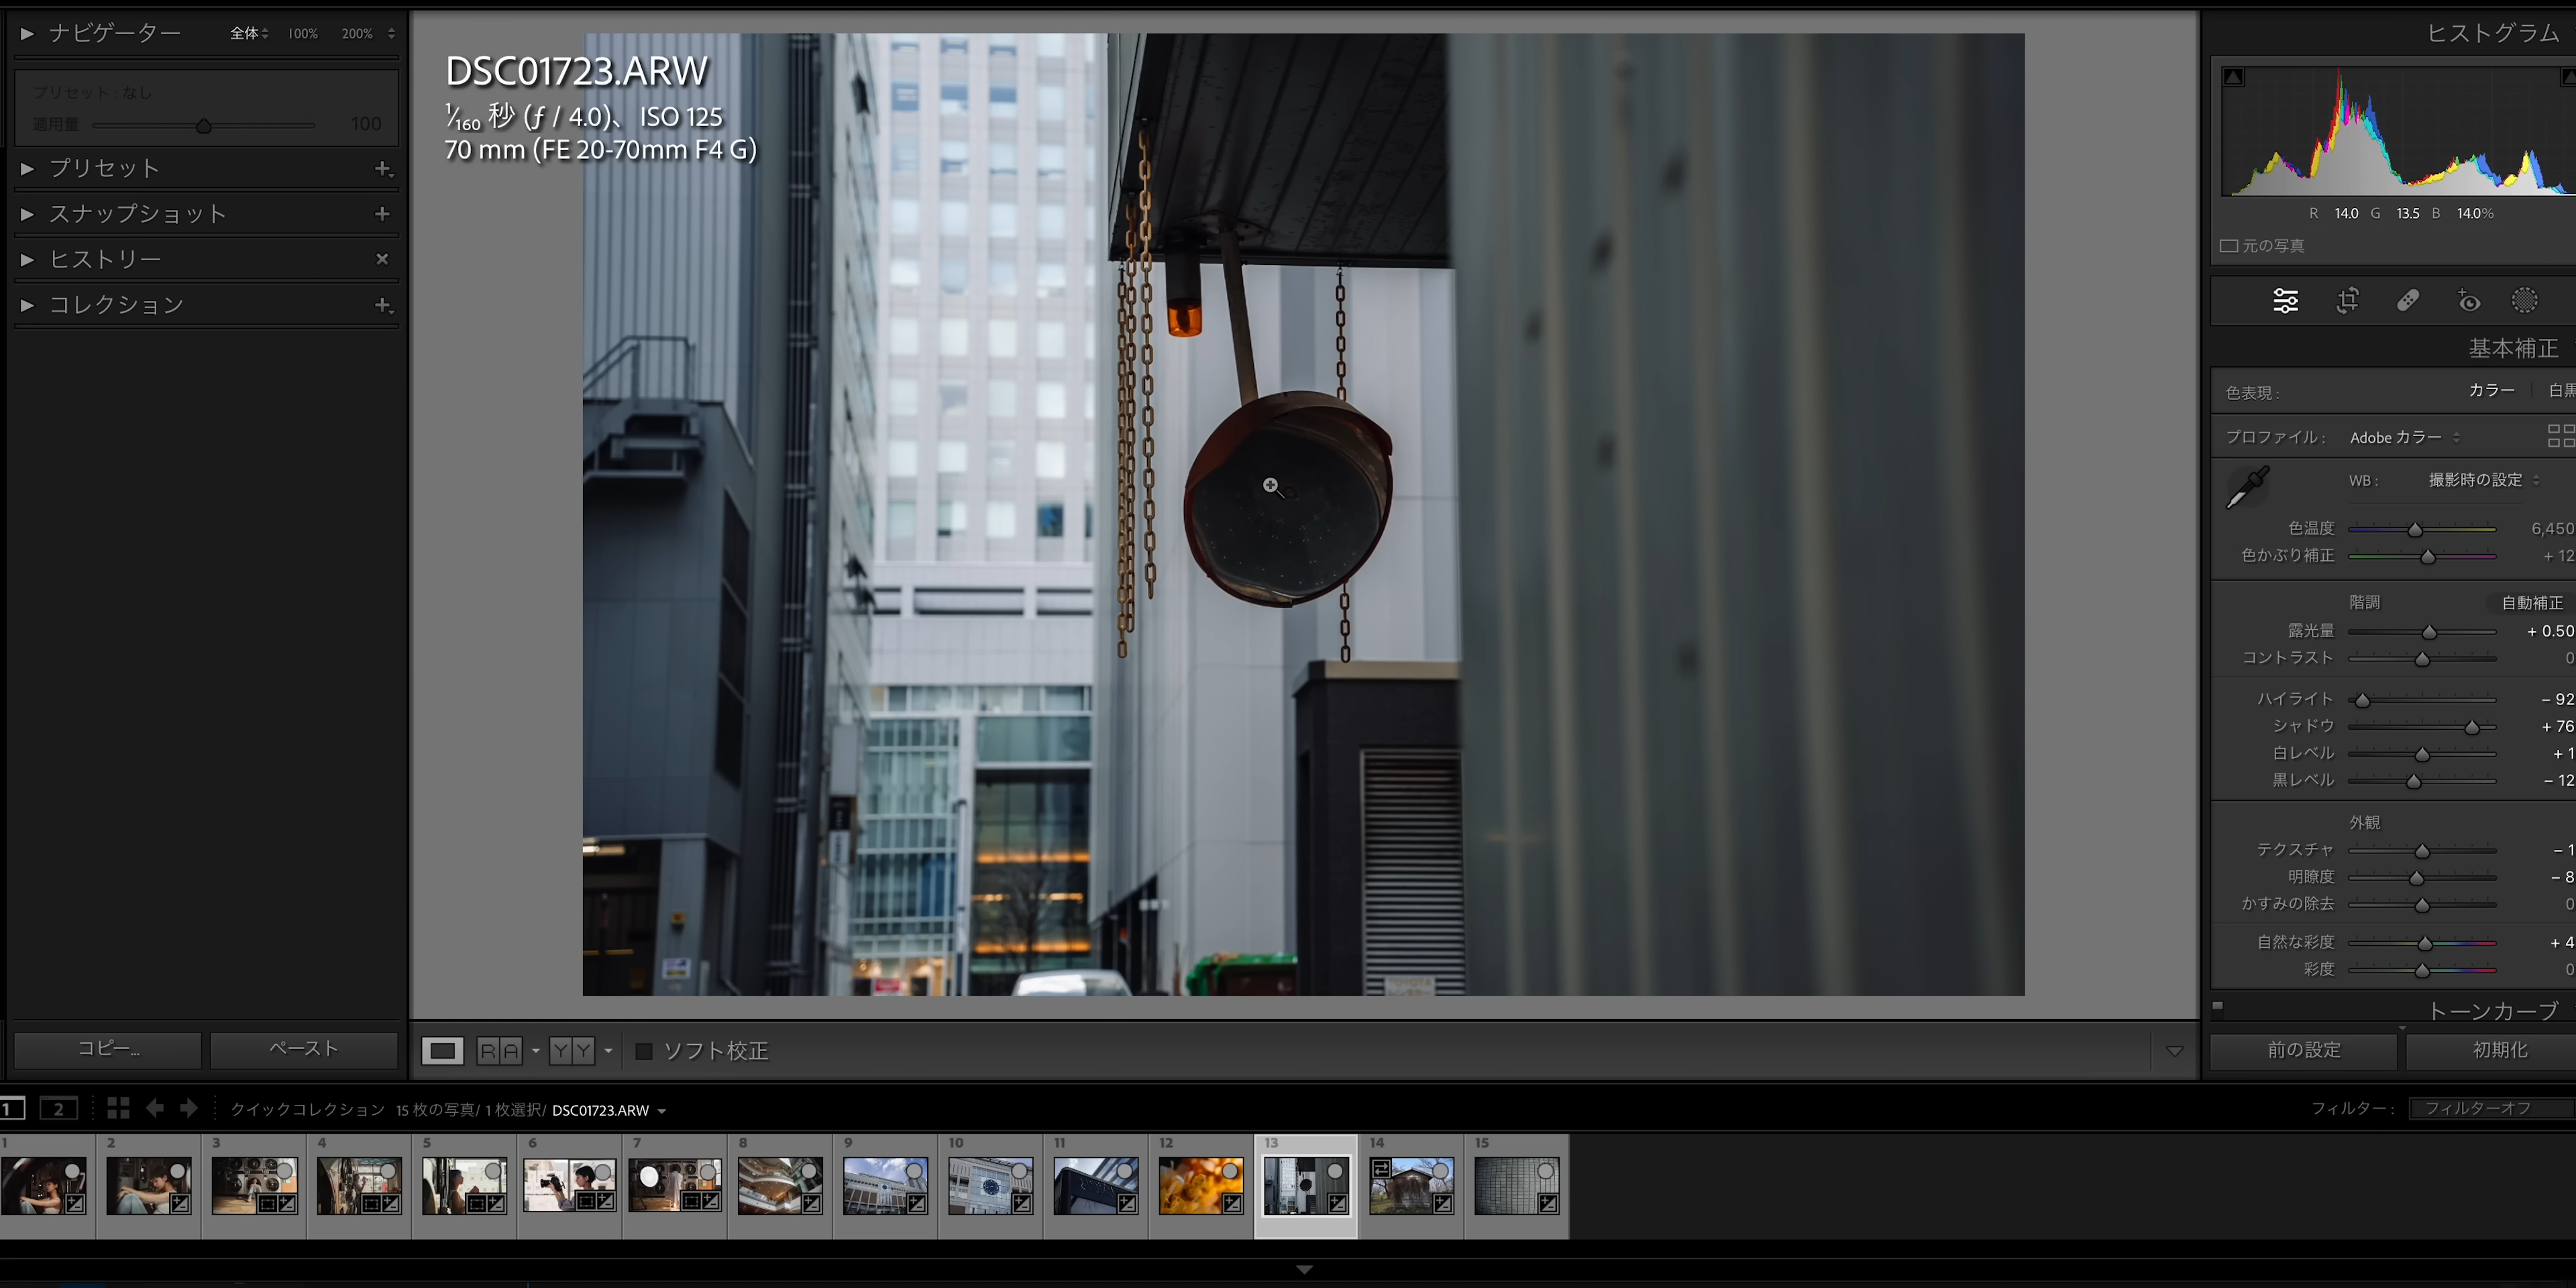 ナビゲーター 全体 100% 200%
プリセット : なし
適用量 100
プリセット
スナップショット
ヒストリー
コレクション
コピー...
ペースト
DSC01723.ARW
1/160 秒 (ƒ / 4.0)、 ISO 125
70 mm (FE 20-70mm F4 G)
RA
YY
ソフト校正
ヒストグラム
R 14.0 G 13.5 B 14.0%
元の写真
基本補正
色表現 : カラー 白黒
プロファイル : Adobe カラー
WB : 撮影時の設定
色温度 6,450
色かぶり補正 + 12
階調 自動補正
露光量 + 0.50
コントラスト 0
ハイライト − 92
シャドウ + 76
白レベル + 1
黒レベル − 12
外観
テクスチャ − 1
明瞭度 − 8
かすみの除去 0
自然な彩度 + 4
彩度 0
トーンカーブ
前の設定
初期化
1 2 クイックコレクション 15 枚の写真/ 1 枚選択/ DSC01723.ARW
フィルター : フィルターオフ
1 2 3 4 5 6 7 8 9 10 11 12 13 14 15